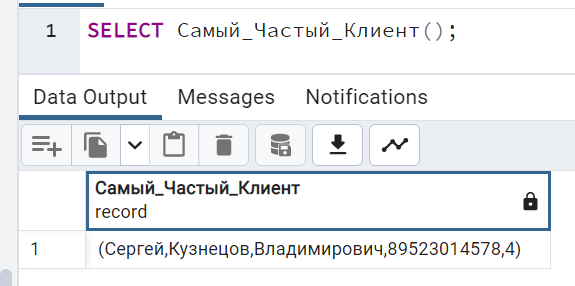 1 SELECT Самый_Частый_Клиент();
Data Output Messages Notifications
Самый_Частый_Клиент
record
1 (Сергей,Кузнецов,Владимирович,89523014578,4)